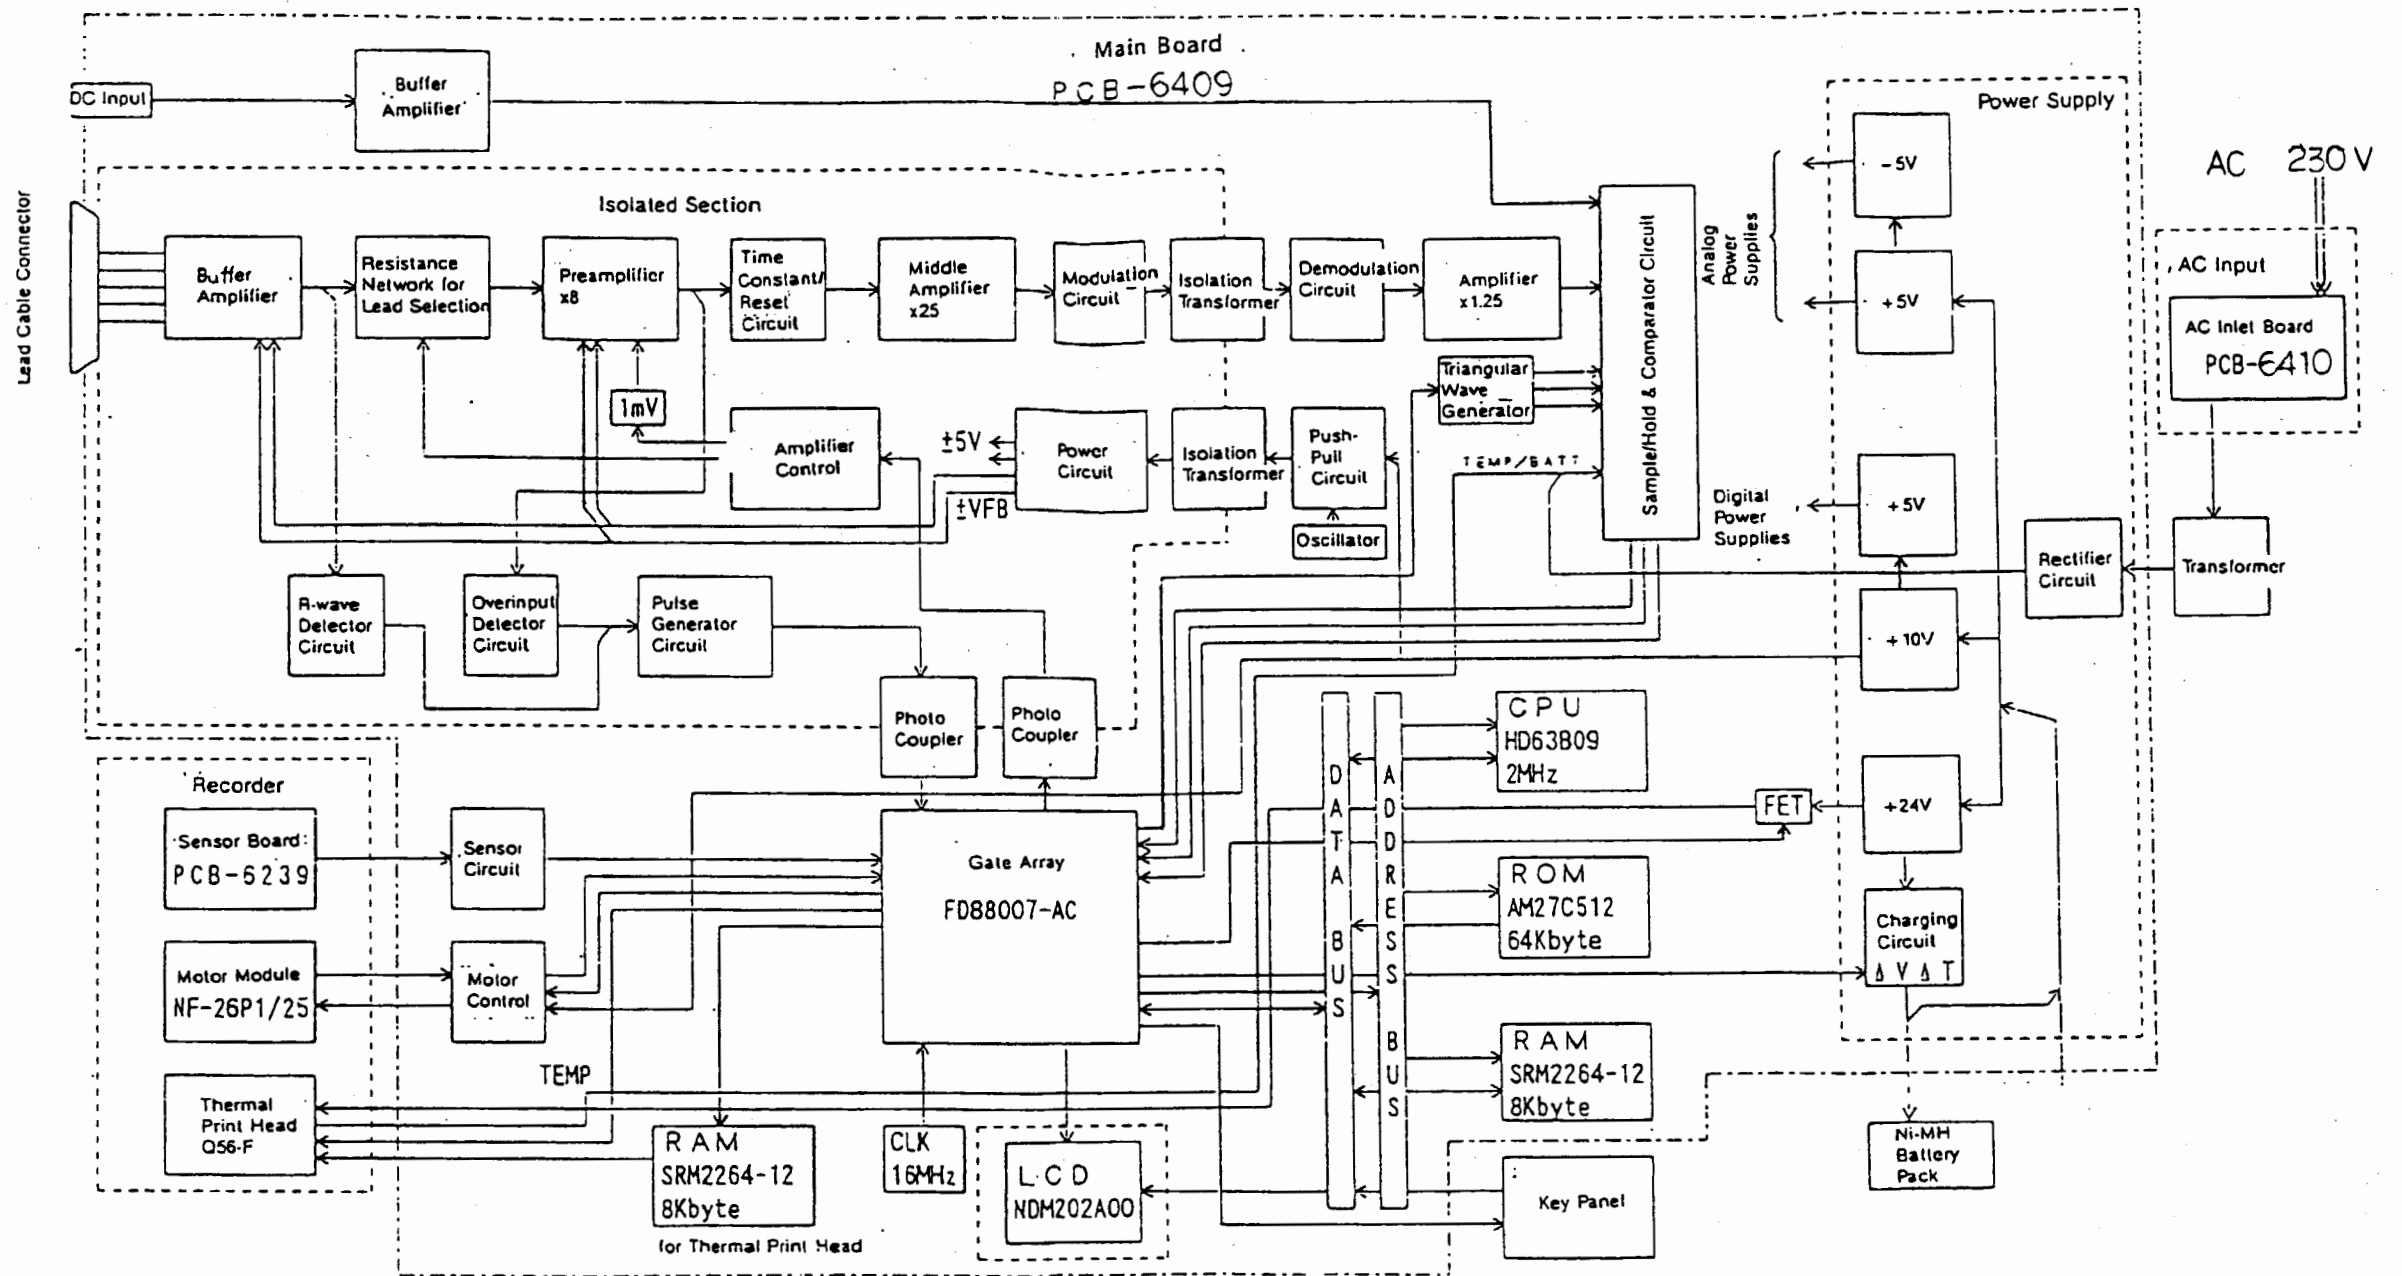 Main Board
PCB-6409
DC Input
Buffer
Amplifier
Power Supply
-5V
AC 230V
Isolated Section
Lead Cable Connector
Buffer
Amplifier
Resistance
Network for
Lead Selection
Preamplifier
x8
Time
Constant/
Reset
Circuit
Middle
Amplifier
x25
Modulation
Circuit
Isolation
Transformer
Demodulation
Circuit
Amplifier
x1.25
Sample/Hold & Comparator Circuit
Analog
Power
Supplies
+5V
AC Input
AC Inlet Board
PCB-6410
1mV
Amplifier
Control
±5V
±VFB
Power
Circuit
Isolation
Transformer
Push-
Pull
Circuit
Oscillator
Triangular
Wave
Generator
TEMP/BATT
Digital
Power
Supplies
+5V
Rectifier
Circuit
Transformer
R-wave
Detector
Circuit
Overinput
Detector
Circuit
Pulse
Generator
Circuit
+10V
Photo
Coupler
Photo
Coupler
DATA BUS
ADDRESS BUS
CPU
HD63B09
2MHz
FET
+24V
Recorder
Sensor Board
PCB-6239
Sensor
Circuit
Gate Array
FD88007-AC
ROM
AM27C512
64Kbyte
Charging
Circuit
Δ V Δ T
Motor Module
NF-26P1/25
Motor
Control
RAM
SRM2264-12
8Kbyte
TEMP
Thermal
Print Head
Q56-F
RAM
SRM2264-12
8Kbyte
for Thermal Print Head
CLK
16MHz
LCD
NDM202A00
Key Panel
Ni-MH
Battery
Pack